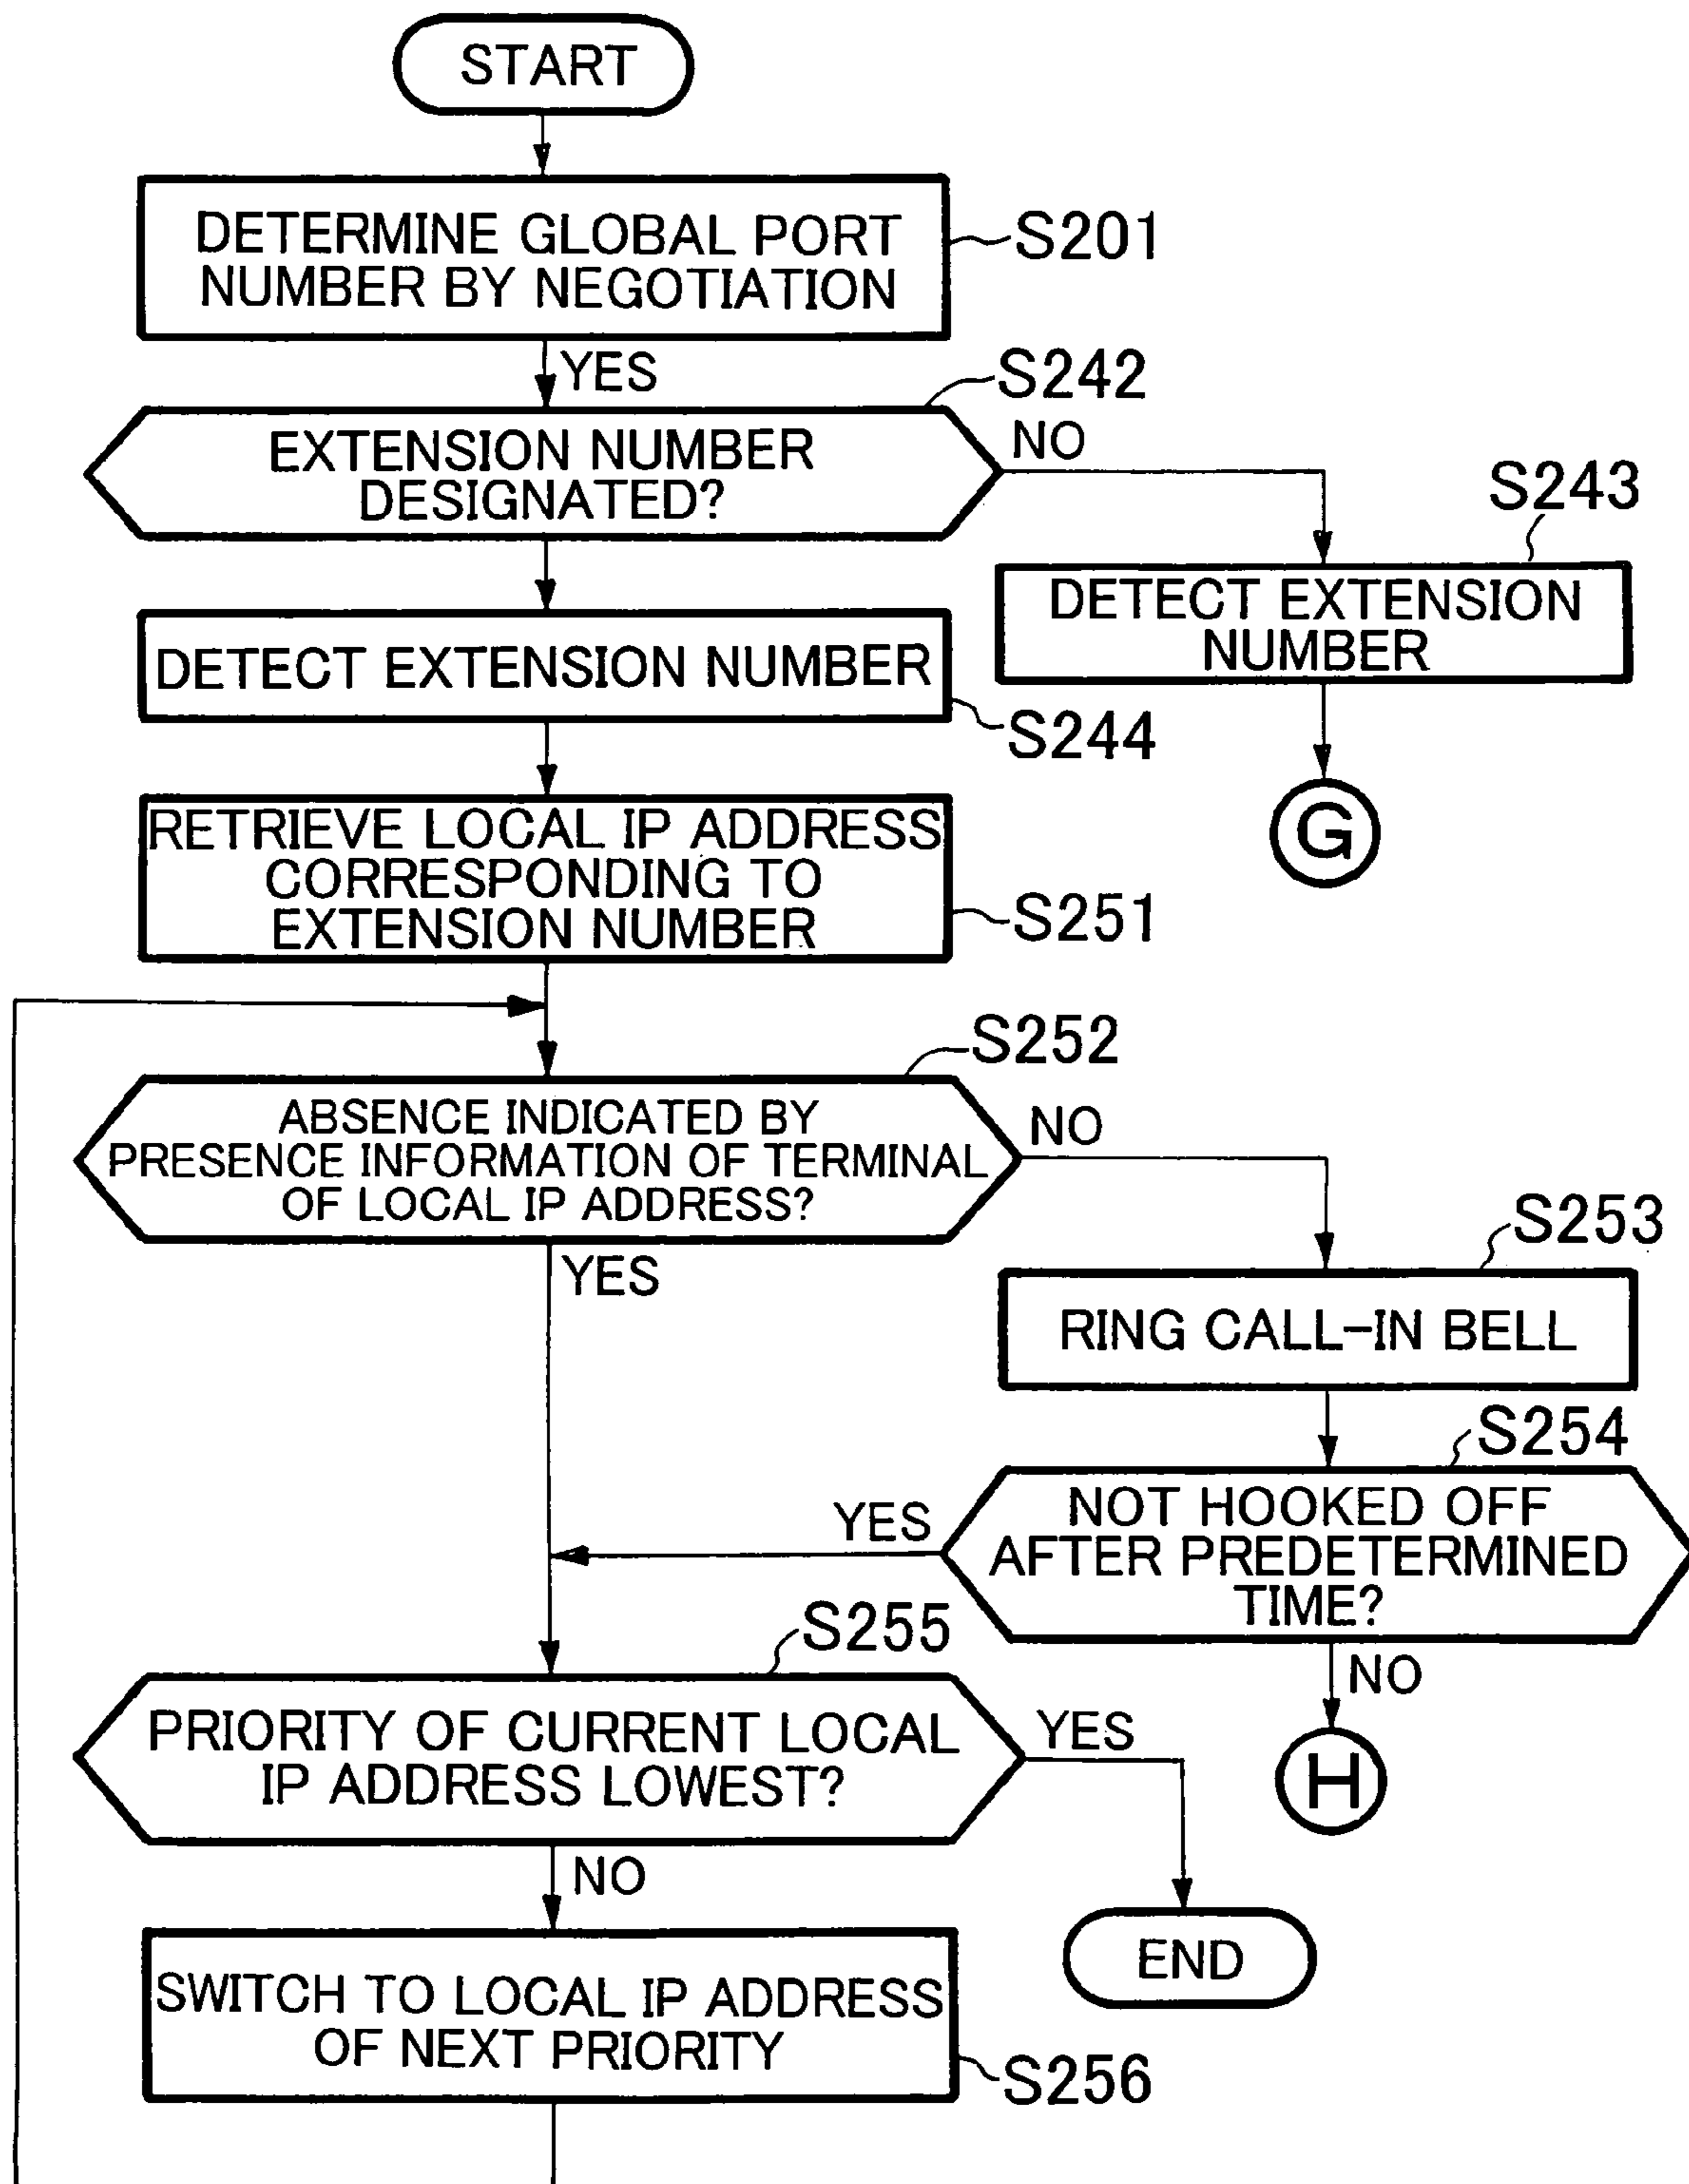 START
DETERMINE GLOBAL PORT
NUMBER BY NEGOTIATION
S201
YES
S242
EXTENSION NUMBER
DESIGNATED?
NO
S243
DETECT EXTENSION
NUMBER
DETECT EXTENSION NUMBER
S244
G
RETRIEVE LOCAL IP ADDRESS
CORRESPONDING TO
EXTENSION NUMBER
S251
S252
ABSENCE INDICATED BY
PRESENCE INFORMATION OF TERMINAL
OF LOCAL IP ADDRESS?
NO
YES
S253
RING CALL-IN BELL
S254
NOT HOOKED OFF
AFTER PREDETERMINED
TIME?
YES
NO
H
S255
PRIORITY OF CURRENT LOCAL
IP ADDRESS LOWEST?
YES
NO
END
SWITCH TO LOCAL IP ADDRESS
OF NEXT PRIORITY
S256